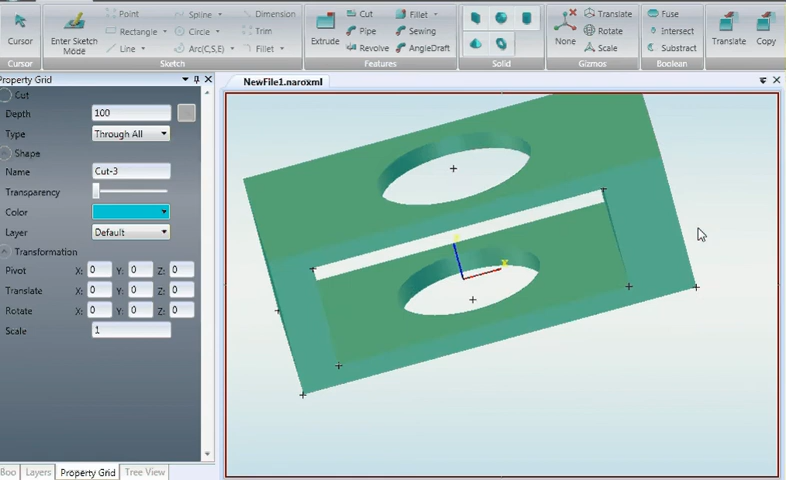 Point Spline Dimension
Rectangle Circle Trim
Line Arc(C,S,E) Fillet
Cursor
Enter Sketch
Mode
Cut Fillet
Pipe Sewing
Extrude Revolve AngleDraft
Translate
Rotate
None Scale
Fuse
Intersect
Subtract
Translate Copy
Cursor Sketch Features Solid Gizmos Boolean
Property Grid
NewFile1.naroxml
Cut
Depth 100
Type Through All
Shape
Name Cut-3
Transparency
Color
Layer Default
Transformation
Pivot X: 0 Y: 0 Z: 0
Translate X: 0 Y: 0 Z: 0
Rotate X: 0 Y: 0 Z: 0
Scale 1
X
Boo Layers Property Grid Tree View